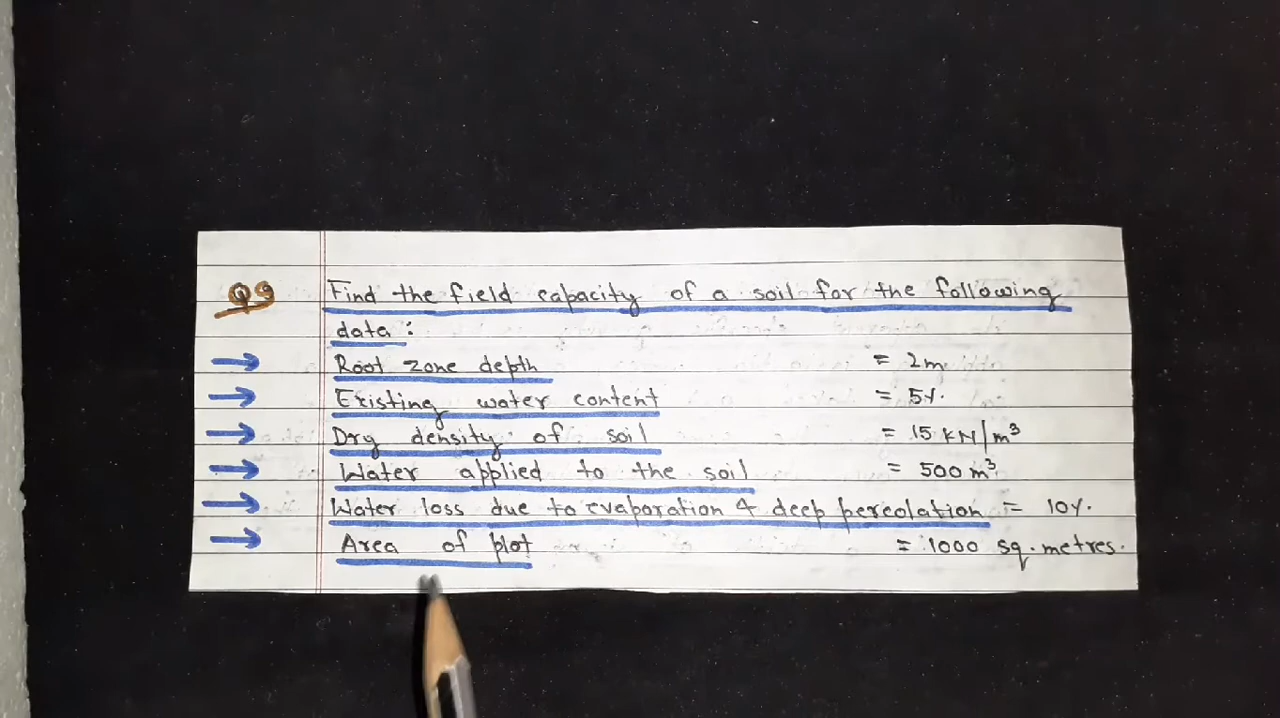 Q9 Find the field capacity of a soil for the following
data :
→ Root zone depth = 2m
→ Existing water content = 5%.
→ Dry density of soil = 15 KN/m³
→ Water applied to the soil = 500 m³
→ Water loss due to evaporation & deep percolation = 10%.
→ Area of plot = 1000 sq. metres.